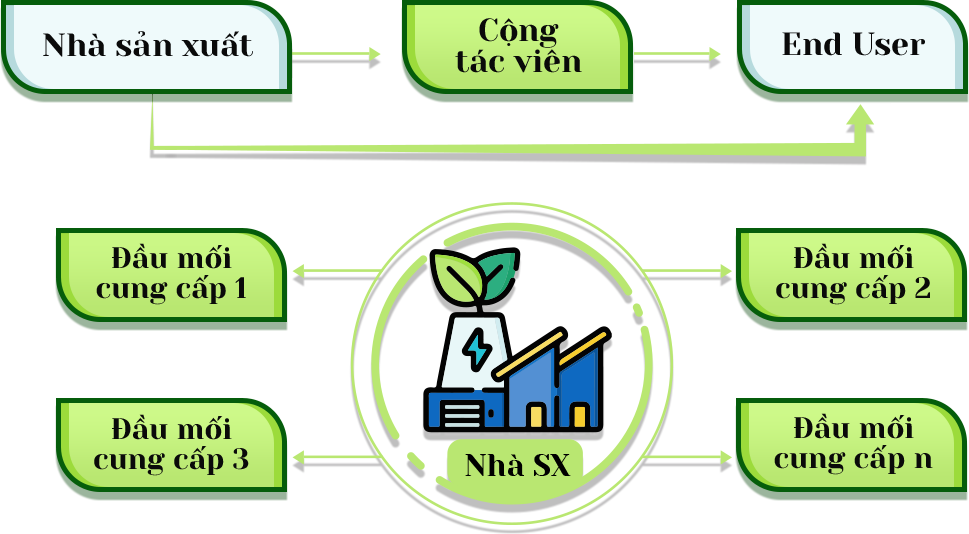 Nhà sản xuất
Cộng
tác viên
End User
Đầu mối
cung cấp 1
Đầu mối
cung cấp 2
Đầu mối
cung cấp 3
Đầu mối
cung cấp n
Nhà SX